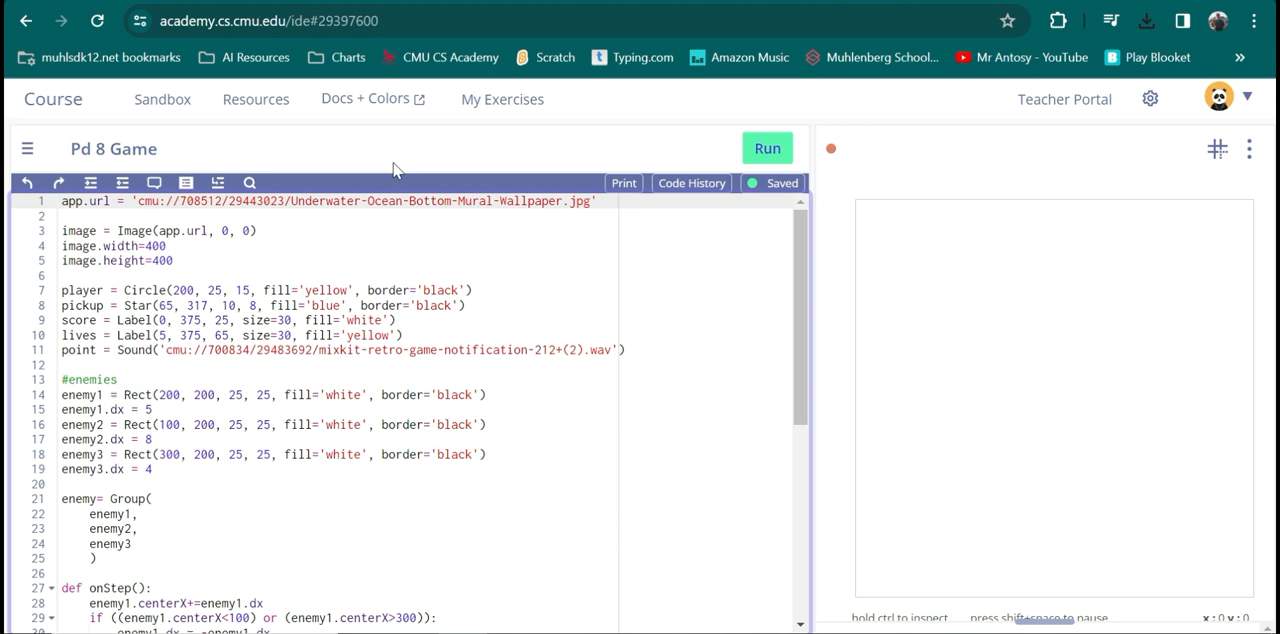 academy.cs.cmu.edu/ide#29397600
muhlsdk12.net bookmarks AI Resources Charts CMU CS Academy Scratch Typing.com Amazon Music Muhlenberg School... Mr Antosy - YouTube Play Blooket »
Course Sandbox Resources Docs + Colors My Exercises Teacher Portal
Pd 8 Game Run
Print Code History Saved
1 app.url = 'cmu://708512/29443023/Underwater-Ocean-Bottom-Mural-Wallpaper.jpg'
2
3 image = Image(app.url, 0, 0)
4 image.width=400
5 image.height=400
6
7 player = Circle(200, 25, 15, fill='yellow', border='black')
8 pickup = Star(65, 317, 10, 8, fill='blue', border='black')
9 score = Label(0, 375, 25, size=30, fill='white')
10 lives = Label(5, 375, 65, size=30, fill='yellow')
11 point = Sound('cmu://700834/29483692/mixkit-retro-game-notification-212+(2).wav')
12
13 #enemies
14 enemy1 = Rect(200, 200, 25, 25, fill='white', border='black')
15 enemy1.dx = 5
16 enemy2 = Rect(100, 200, 25, 25, fill='white', border='black')
17 enemy2.dx = 8
18 enemy3 = Rect(300, 200, 25, 25, fill='white', border='black')
19 enemy3.dx = 4
20
21 enemy= Group(
22 enemy1,
23 enemy2,
24 enemy3
25 )
26
27 def onStep():
28 enemy1.centerX+=enemy1.dx
29 if ((enemy1.centerX<100) or (enemy1.centerX>300)):
30 enemy1.dx = -enemy1.dx
hold ctrl to inspect press shift+space to pause x: 0 y: 0